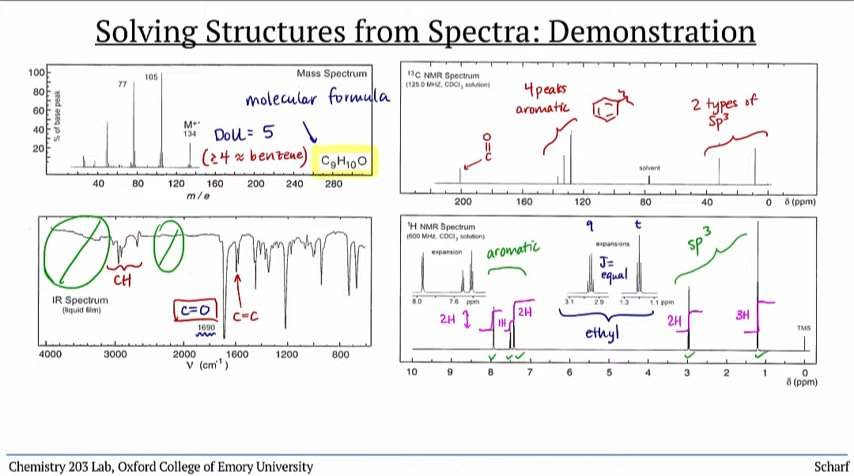 Solving Structures from Spectra: Demonstration
Mass Spectrum
% of base peak
100
80
60
40
20
77
105
M+•
134
molecular formula
DoU = 5
(≥4 ≈ benzene)
C9H10O
40 80 120 160 200 240 280
m / e
13C NMR Spectrum
(125.0 MHz, CDCl3 solution)
4 peaks
aromatic
2 types of
sp3
O
C
solvent
200 160 120 80 40 0 δ (ppm)
CH
IR Spectrum
(liquid film)
C=O
C=C
1690
4000 3000 2000 1600 1200 800
V (cm-1)
1H NMR Spectrum
(600 MHz, CDCl3 solution)
expansion
8.0 7.6 ppm
aromatic
q
t
expansions
J=
equal
3.1 2.9 1.3 1.1 ppm
ethyl
sp3
2H
1H
2H
2H
3H
TMS
10 9 8 7 6 5 4 3 2 1 0
δ (ppm)
Chemistry 203 Lab, Oxford College of Emory University
Scharf